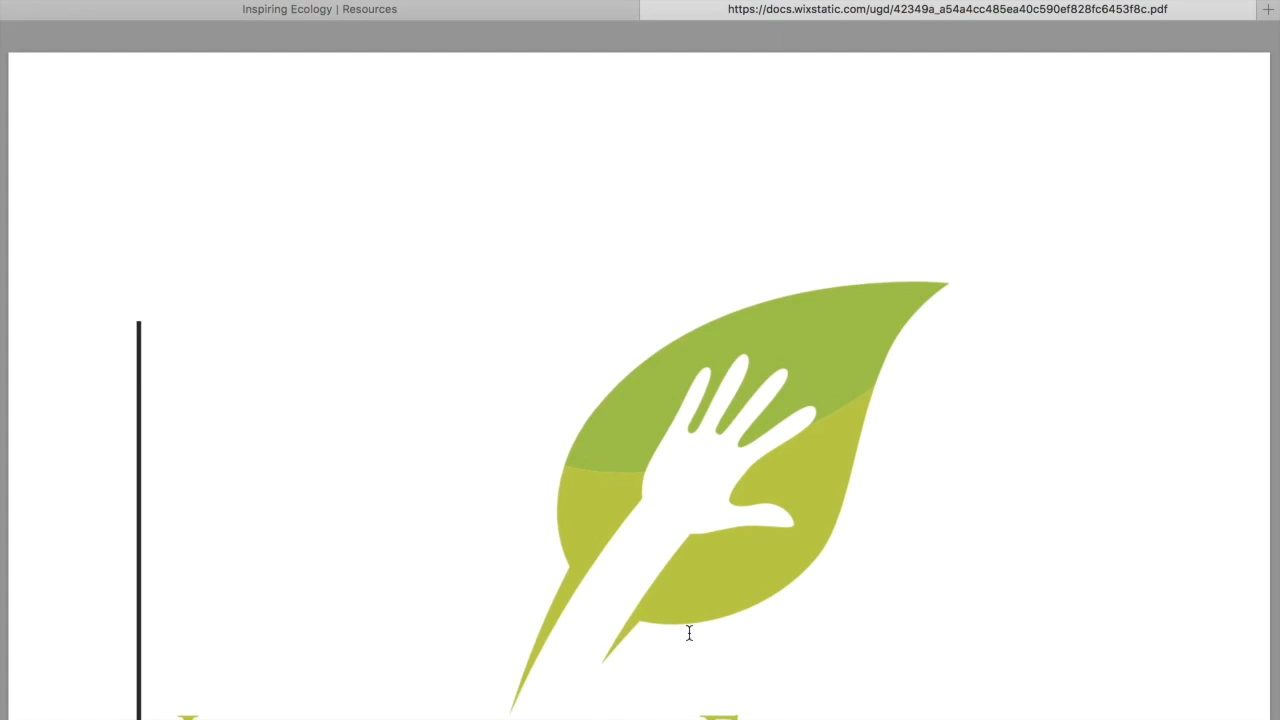 Inspiring Ecology | Resources
https://docs.wixstatic.com/ugd/42349a_a54a4cc485ea40c590ef828fc6453f8c.pdf